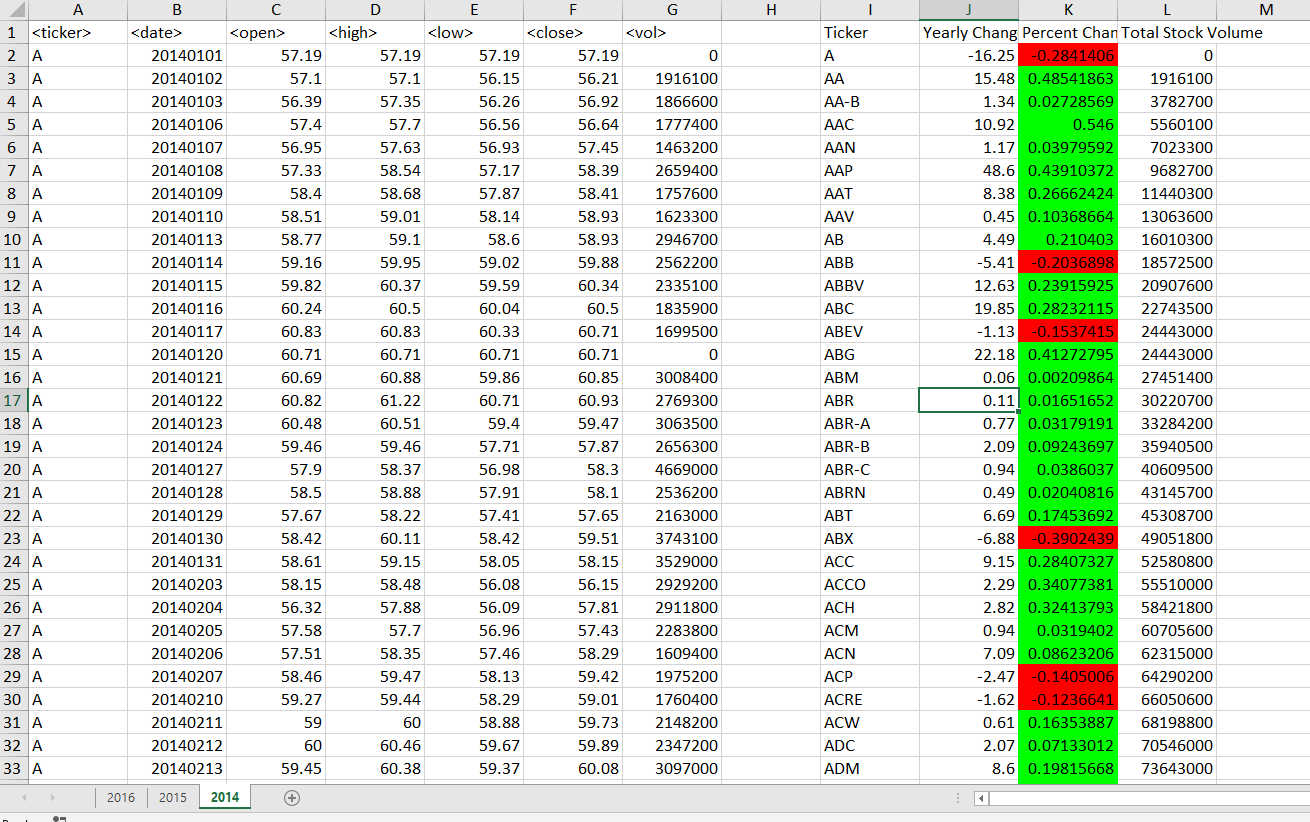 A B C D E F G H I J K L M
1 <ticker> <date> <open> <high> <low> <close> <vol> Ticker Yearly Chang Percent Chan Total Stock Volume
2 A 20140101 57.19 57.19 57.19 57.19 0 A -16.25 -0.2841406 0
3 A 20140102 57.1 57.1 56.15 56.21 1916100 AA 15.48 0.48541863 1916100
4 A 20140103 56.39 57.35 56.26 56.92 1866600 AA-B 1.34 0.02728569 3782700
5 A 20140106 57.4 57.7 56.56 56.64 1777400 AAC 10.92 0.546 5560100
6 A 20140107 56.95 57.63 56.93 57.45 1463200 AAN 1.17 0.03979592 7023300
7 A 20140108 57.33 58.54 57.17 58.39 2659400 AAP 48.6 0.43910372 9682700
8 A 20140109 58.4 58.68 57.87 58.41 1757600 AAT 8.38 0.26662424 11440300
9 A 20140110 58.51 59.01 58.14 58.93 1623300 AAV 0.45 0.10368664 13063600
10 A 20140113 58.77 59.1 58.6 58.93 2946700 AB 4.49 0.210403 16010300
11 A 20140114 59.16 59.95 59.02 59.88 2562200 ABB -5.41 -0.2036898 18572500
12 A 20140115 59.82 60.37 59.59 60.34 2335100 ABBV 12.63 0.23915925 20907600
13 A 20140116 60.24 60.5 60.04 60.5 1835900 ABC 19.85 0.28232115 22743500
14 A 20140117 60.83 60.83 60.33 60.71 1699500 ABEV -1.13 -0.1537415 24443000
15 A 20140120 60.71 60.71 60.71 60.71 0 ABG 22.18 0.41272795 24443000
16 A 20140121 60.69 60.88 59.86 60.85 3008400 ABM 0.06 0.00209864 27451400
17 A 20140122 60.82 61.22 60.71 60.93 2769300 ABR 0.11 0.01651652 30220700
18 A 20140123 60.48 60.51 59.4 59.47 3063500 ABR-A 0.77 0.03179191 33284200
19 A 20140124 59.46 59.46 57.71 57.87 2656300 ABR-B 2.09 0.09243697 35940500
20 A 20140127 57.9 58.37 56.98 58.3 4669000 ABR-C 0.94 0.0386037 40609500
21 A 20140128 58.5 58.88 57.91 58.1 2536200 ABRN 0.49 0.02040816 43145700
22 A 20140129 57.67 58.22 57.41 57.65 2163000 ABT 6.69 0.17453692 45308700
23 A 20140130 58.42 60.11 58.42 59.51 3743100 ABX -6.88 -0.3902439 49051800
24 A 20140131 58.61 59.15 58.05 58.15 3529000 ACC 9.15 0.28407327 52580800
25 A 20140203 58.15 58.48 56.08 56.15 2929200 ACCO 2.29 0.34077381 55510000
26 A 20140204 56.32 57.88 56.09 57.81 2911800 ACH 2.82 0.32413793 58421800
27 A 20140205 57.58 57.7 56.96 57.43 2283800 ACM 0.94 0.0319402 60705600
28 A 20140206 57.51 58.35 57.46 58.29 1609400 ACN 7.09 0.08623206 62315000
29 A 20140207 58.46 59.47 58.13 59.42 1975200 ACP -2.47 -0.1405006 64290200
30 A 20140210 59.27 59.44 58.29 59.01 1760400 ACRE -1.62 -0.1236641 66050600
31 A 20140211 59 60 58.88 59.73 2148200 ACW 0.61 0.16353887 68198800
32 A 20140212 60 60.46 59.67 59.89 2347200 ADC 2.07 0.07133012 70546000
33 A 20140213 59.45 60.38 59.37 60.08 3097000 ADM 8.6 0.19815668 73643000
2016 2015 2014